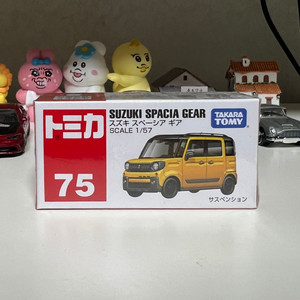 トミカ
75
SUZUKI SPACIA GEAR
スズキ スペーシア ギア
SCALE 1/57
TAKARA
TOMY
サスペンション